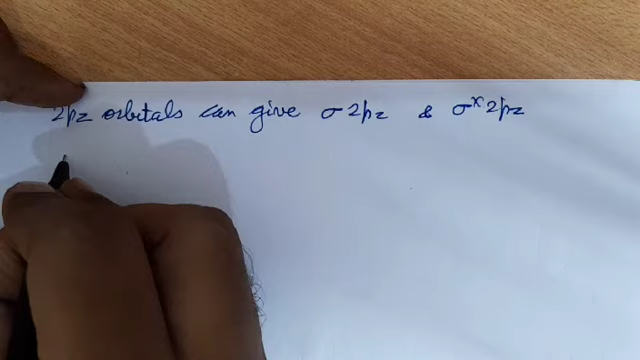 2pz orbitals can give σ 2pz & σ* 2pz